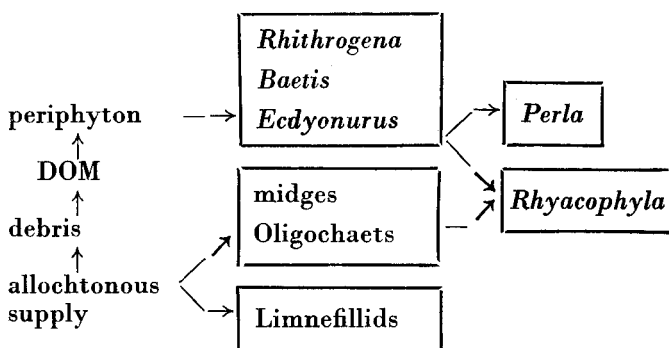 Rhithrogena
Baetis
Ecdyonurus
periphyton
Perla
DOM
midges
Oligochaets
Rhyacophyla
debris
allochtonous
supply
Limnefillids